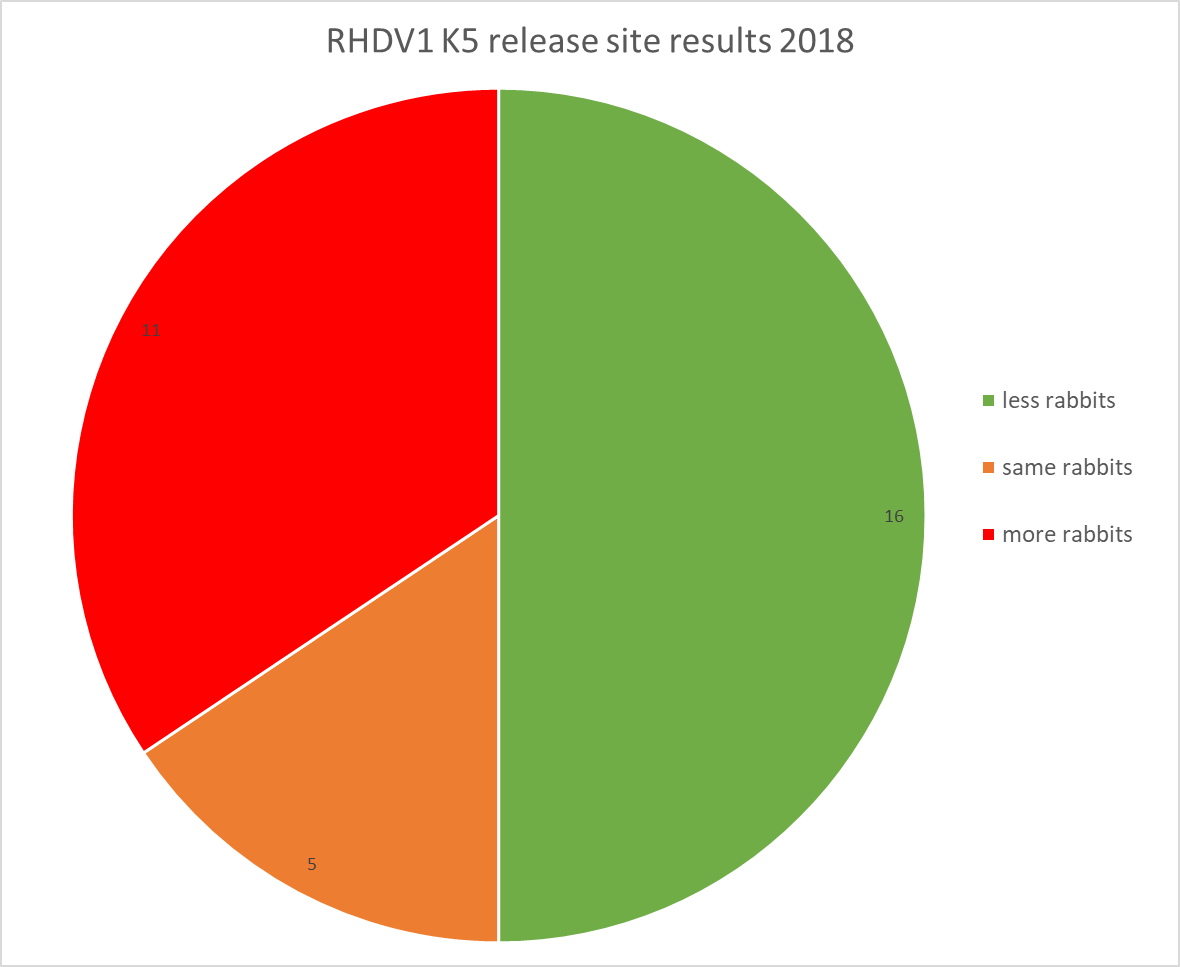 RHDV1 K5 release site results 2018
11
16
5
less rabbits
same rabbits
more rabbits